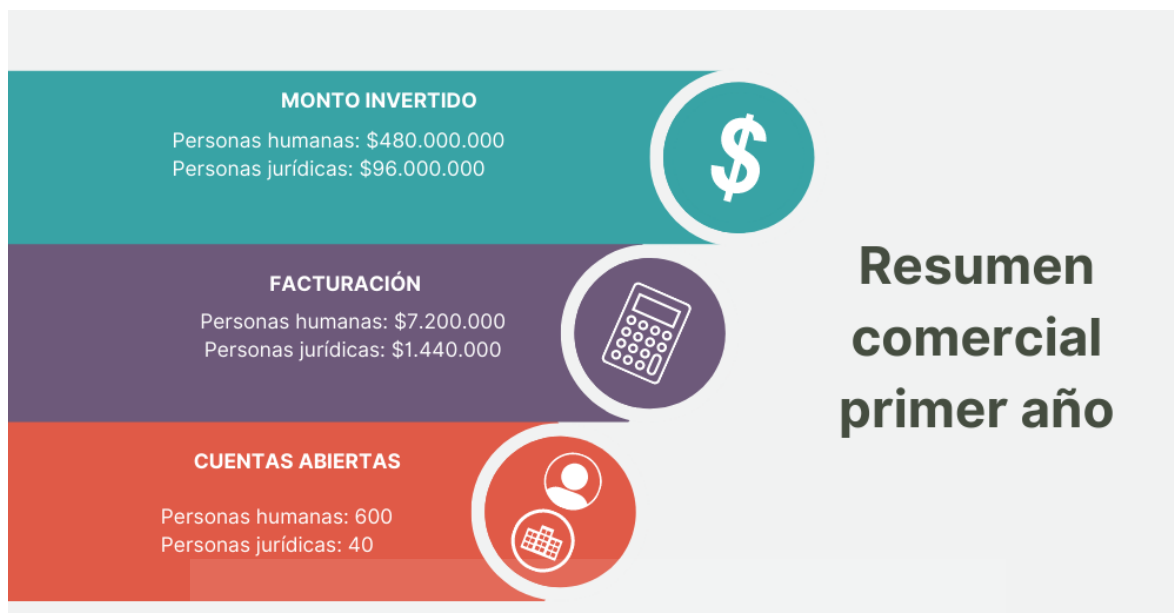 MONTO INVERTIDO
Personas humanas: $480.000.000
Personas jurídicas: $96.000.000
FACTURACIÓN
Personas humanas: $7.200.000
Personas jurídicas: $1.440.000
CUENTAS ABIERTAS
Personas humanas: 600
Personas jurídicas: 40
Resumen
comercial
primer año
$